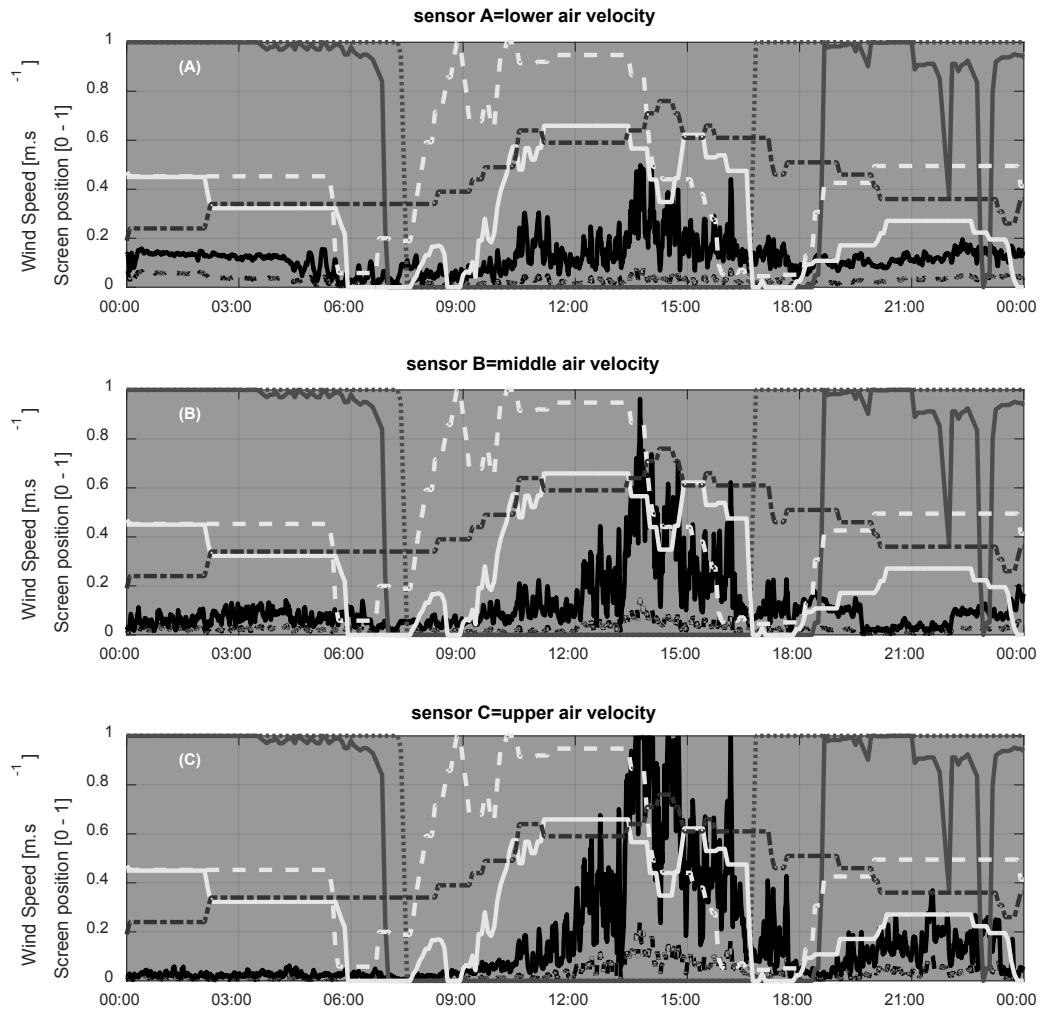 sensor A=lower air velocity
Wind Speed [m.s -1 ]
Screen position [0 - 1]
1
0.8
0.6
0.4
0.2
0
(A)
00:00 03:00 06:00 09:00 12:00 15:00 18:00 21:00 00:00
sensor B=middle air velocity
Wind Speed [m.s -1 ]
Screen position [0 - 1]
1
0.8
0.6
0.4
0.2
0
(B)
00:00 03:00 06:00 09:00 12:00 15:00 18:00 21:00 00:00
sensor C=upper air velocity
Wind Speed [m.s -1 ]
Screen position [0 - 1]
1
0.8
0.6
0.4
0.2
0
(C)
00:00 03:00 06:00 09:00 12:00 15:00 18:00 21:00 00:00